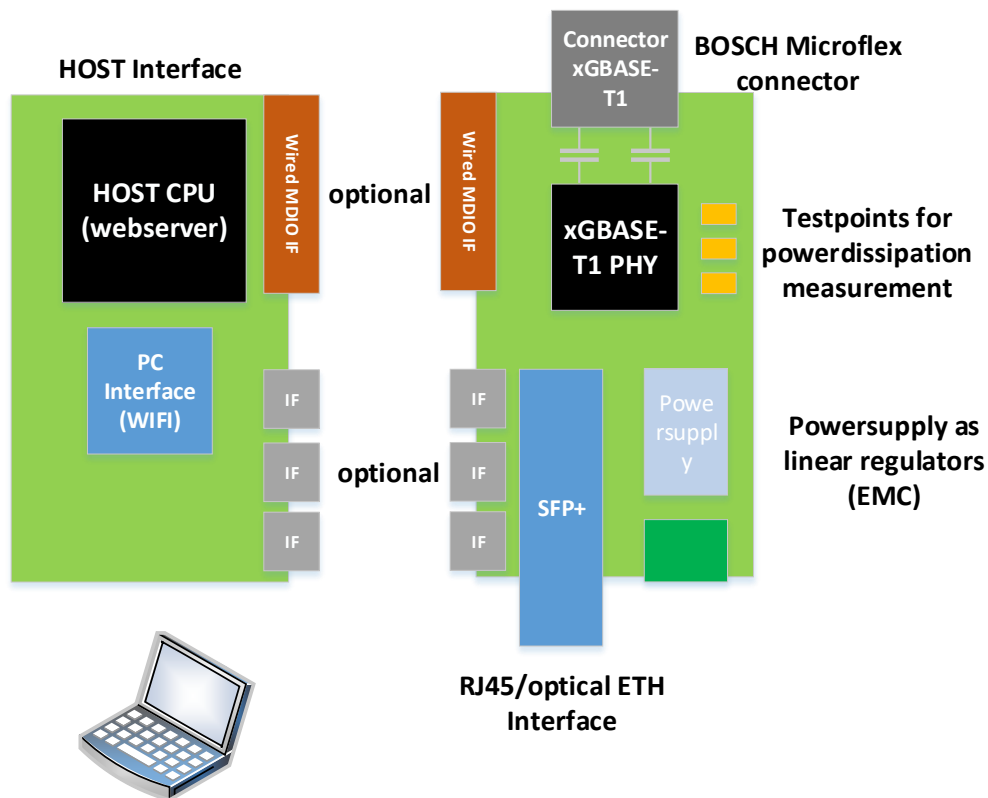 HOST Interface
HOST CPU
(webserver)
Wired MDIO IF
PC
Interface
(WIFI)
IF
IF
IF
optional
optional
Connector
xGBASE-
T1
BOSCH Microflex
connector
Wired MDIO IF
xGBASE-
T1 PHY
Testpoints for
powerdissipation
measurement
IF
IF
IF
SFP+
Powe
rsuppl
y
Powersupply as
linear regulators
(EMC)
RJ45/optical ETH
Interface